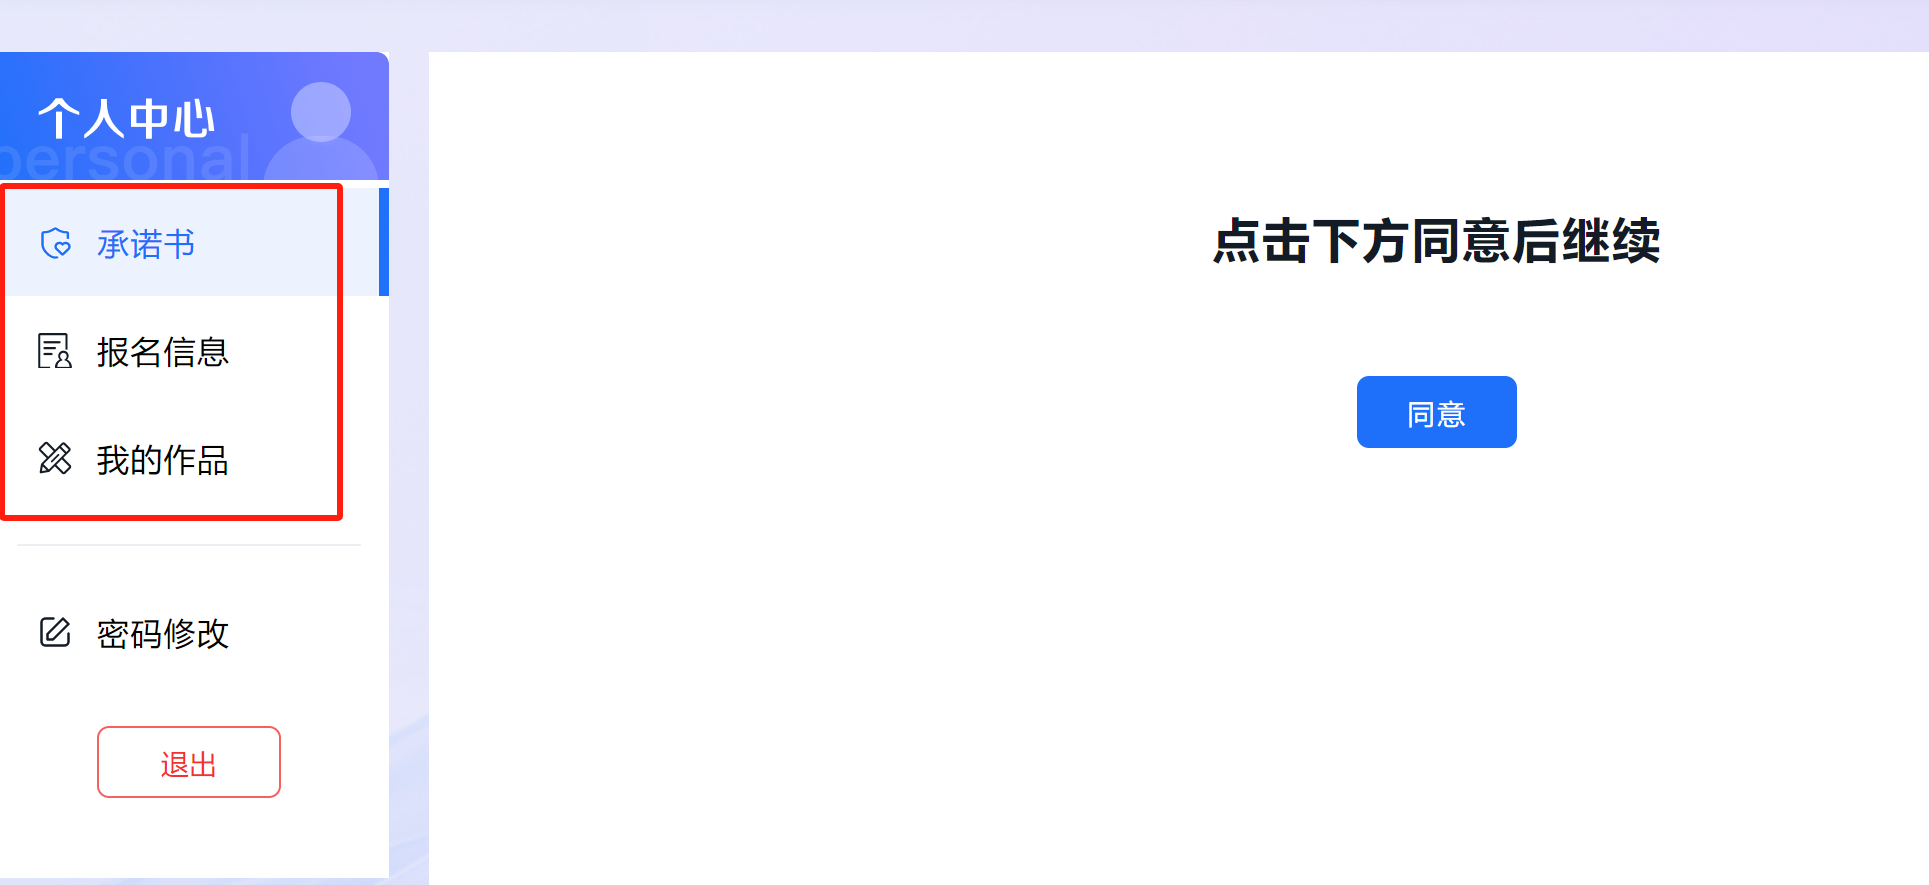 个人中心
personal
承诺书
报名信息
我的作品
密码修改
退出
点击下方同意后继续
同意